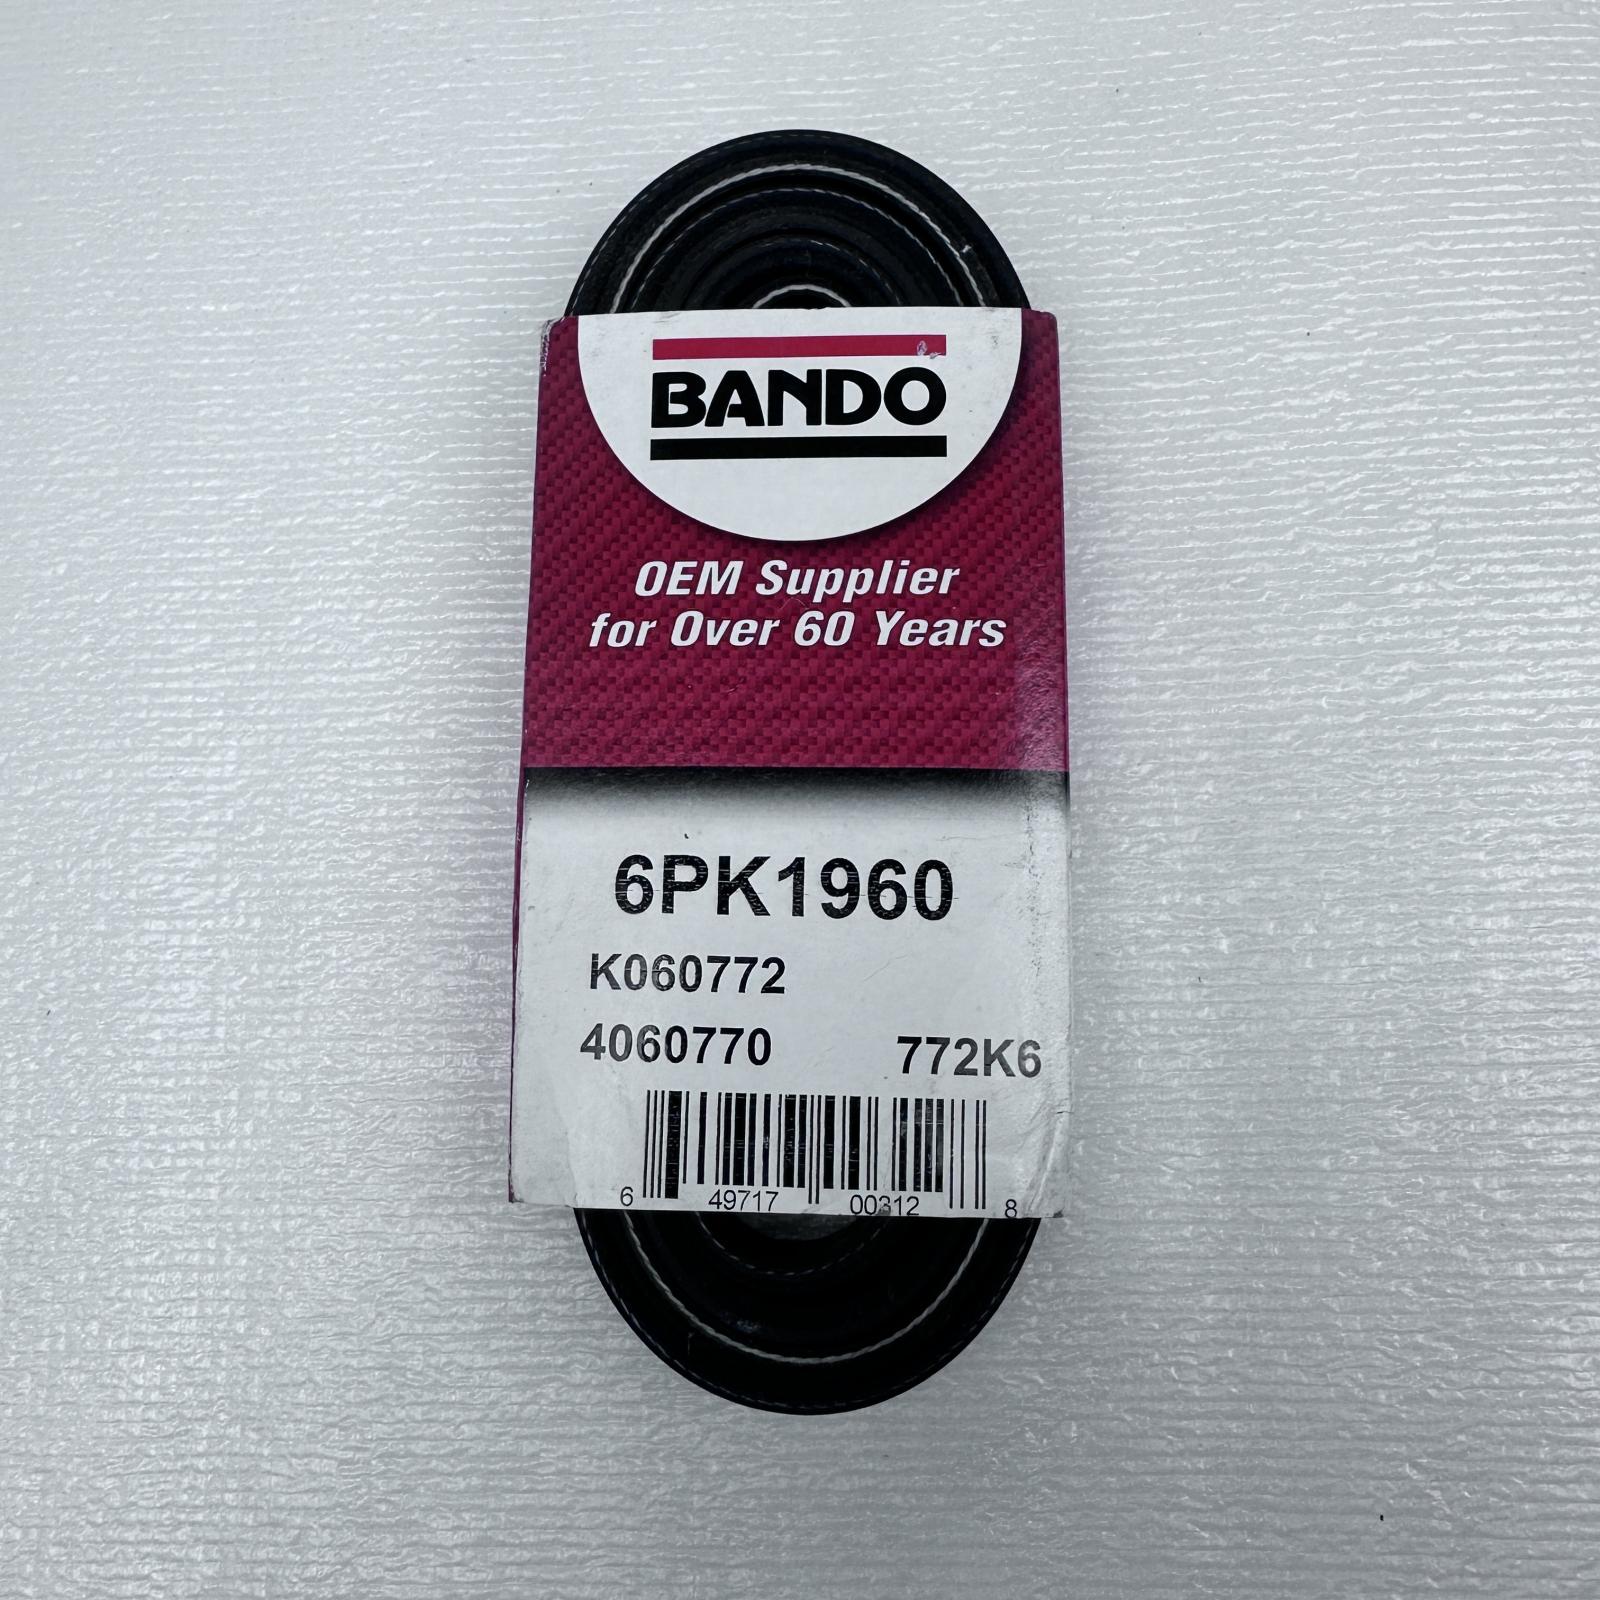 BANDO
OEM Supplier
for Over 60 Years
6PK1960
K060772
4060770 772K6
6 49717 00312 8